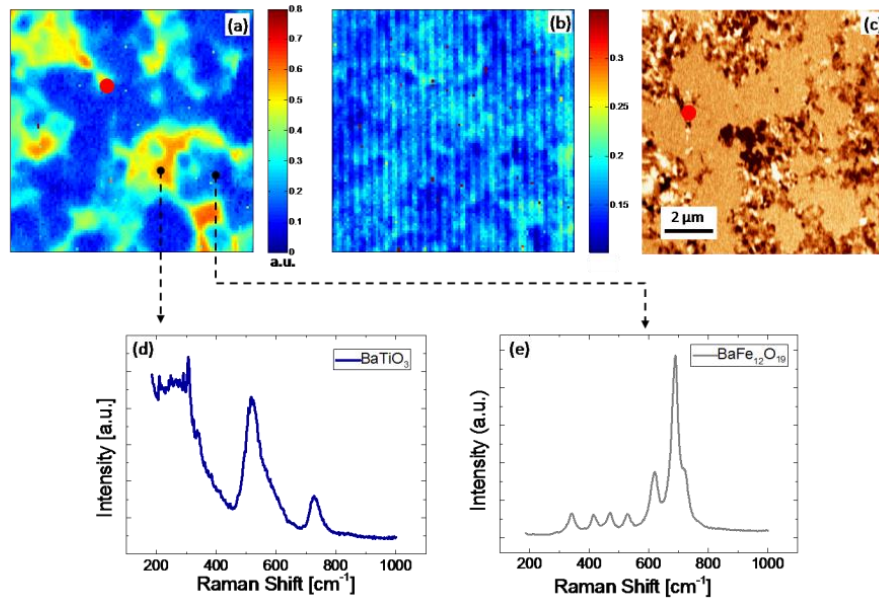 (a)
0.8
0.7
0.6
0.5
0.4
0.3
0.2
0.1
0
a.u.
(b)
0.3
0.25
0.2
0.15
(c)
2 µm
(d)
BaTiO3
Intensity [a.u.]
200 400 600 800 1000
Raman Shift [cm-1]
(e)
BaFe12O19
Intensity (a.u.)
200 400 600 800 1000
Raman Shift [cm-1]